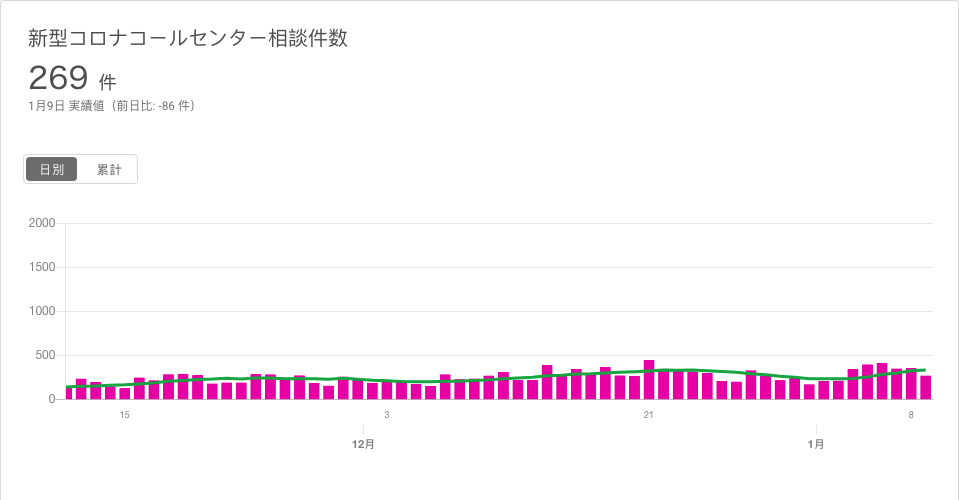 新型コロナコールセンター相談件数
269 件
1月9日 実績値（前日比: -86 件）
日別 累計
2000
1500
1000
500
0
15 3 21 8
12月 1月